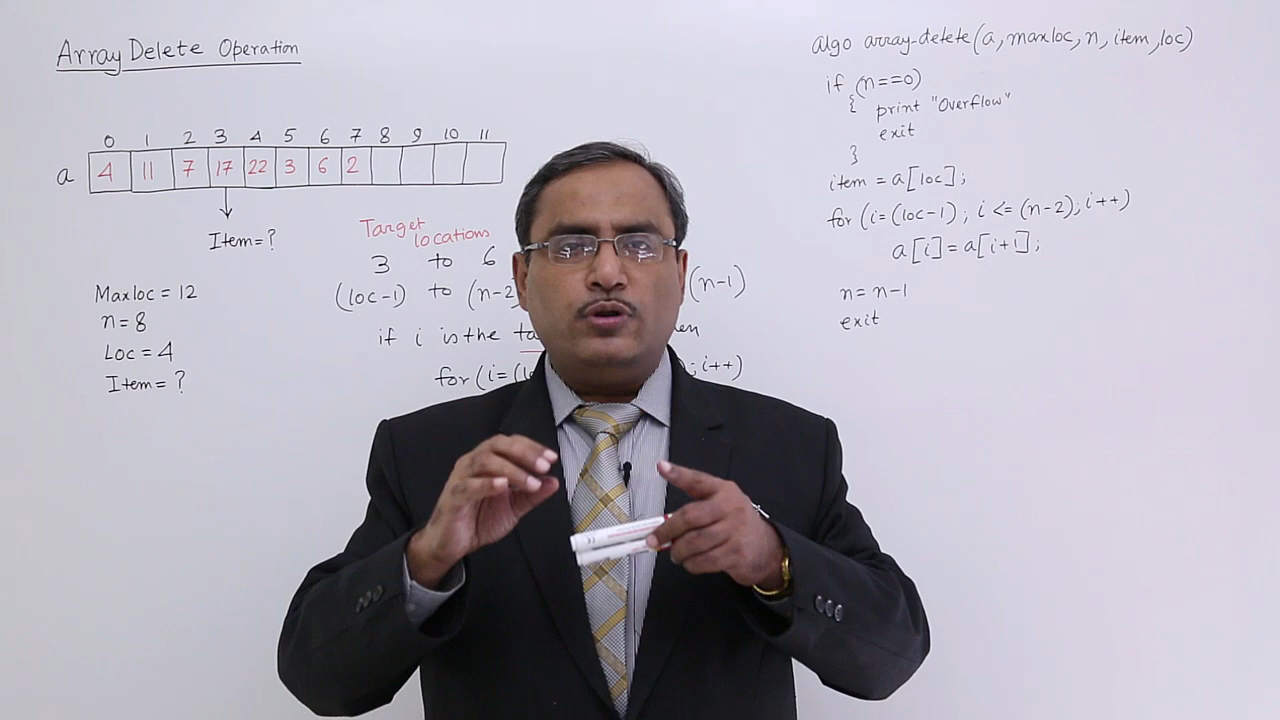 Array Delete Operation
0 1 2 3 4 5 6 7 8 9 10 11
a 4 11 7 17 22 3 6 2
Item=?
Maxloc = 12
n=8
Loc=4
Item=?
Target
locations
3 to 6
(loc-1) to (n-2) (n-1)
if i is the
for (i= ; i++)
Algo array-delete(a, maxloc, n, item, loc)
if (n==0)
{ print "Overflow"
exit
}
item = a[loc];
for (i=(loc-1); i <= (n-2); i++)
a[i]=a[i+1];
n=n-1
exit